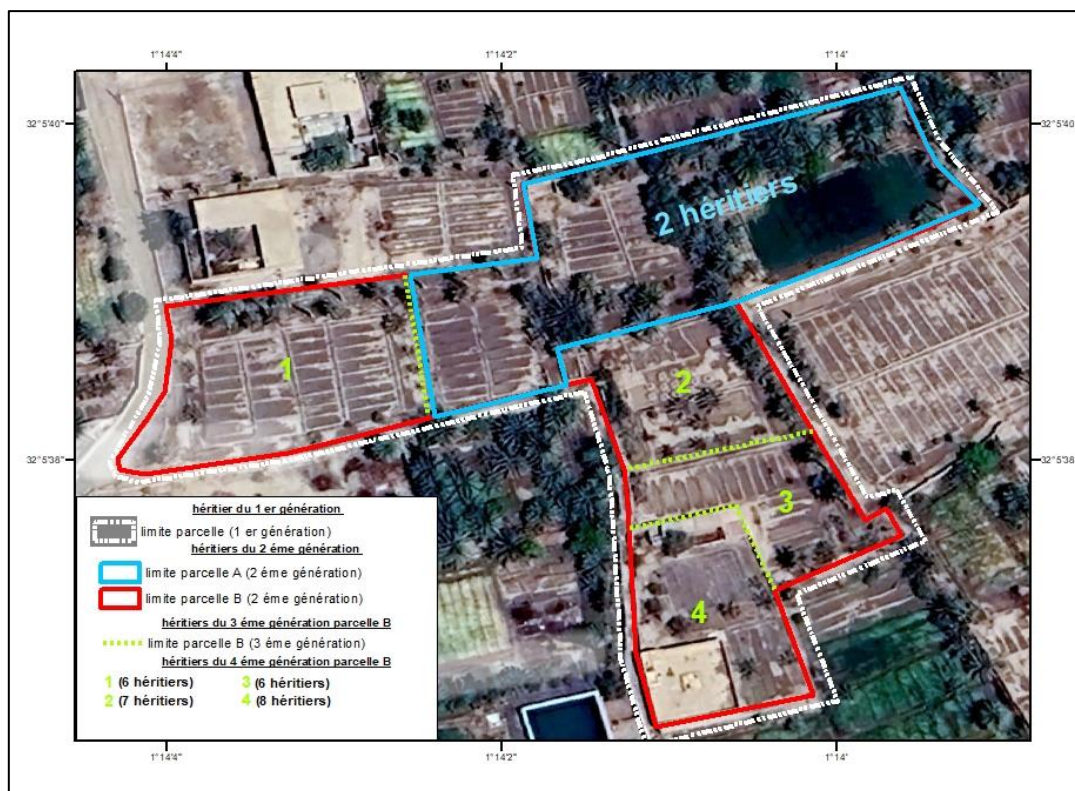 1°14'4"
1°14'2"
1°14'
32°5'40"
32°5'40
2 héritiers
1
2
32°5'38"
32°5'38
3
4
héritier du 1 er génération
limite parcelle (1 er génération)
héritiers du 2 éme génération
limite parcelle A (2 éme génération)
limite parcelle B (2 éme génération)
héritiers du 3 éme génération parcelle B
limite parcelle B (3 éme génération)
héritiers du 4 éme génération parcelle B
1 (6 héritiers) 3 (6 héritiers)
2 (7 héritiers) 4 (8 héritiers)
1°14'4"
1°14'2"
1°14'